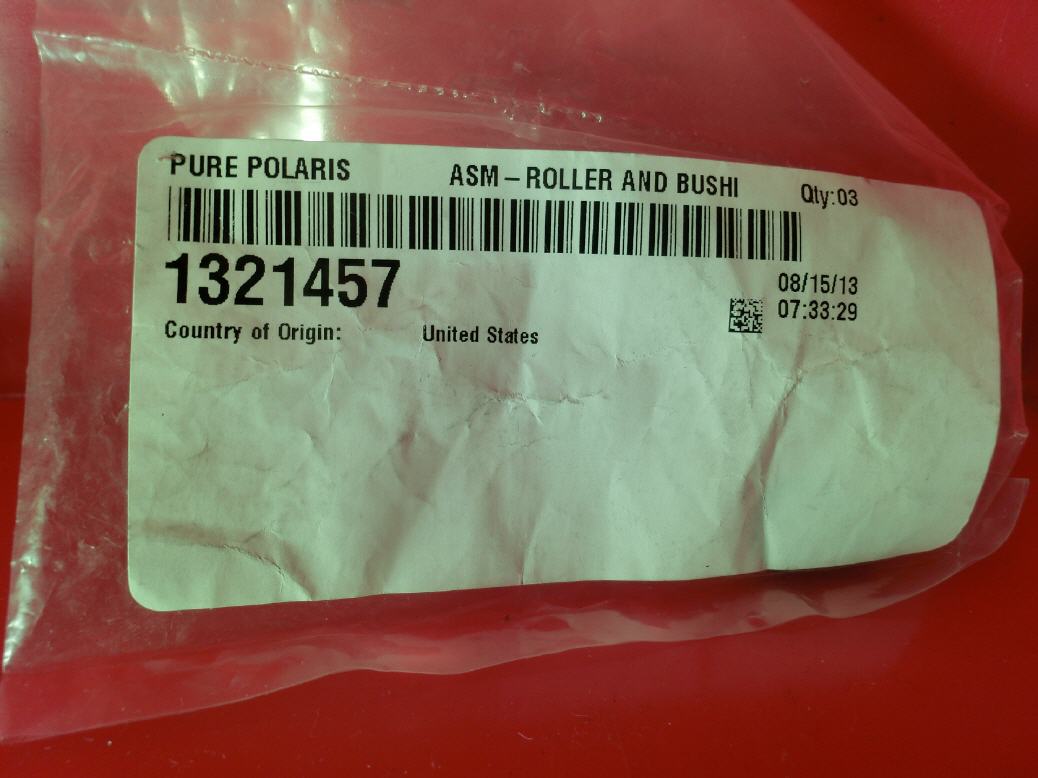 PURE POLARIS ASM-ROLLER AND BUSHI Qty:03
1321457 08/15/13
07:33:29
Country of Origin: United States